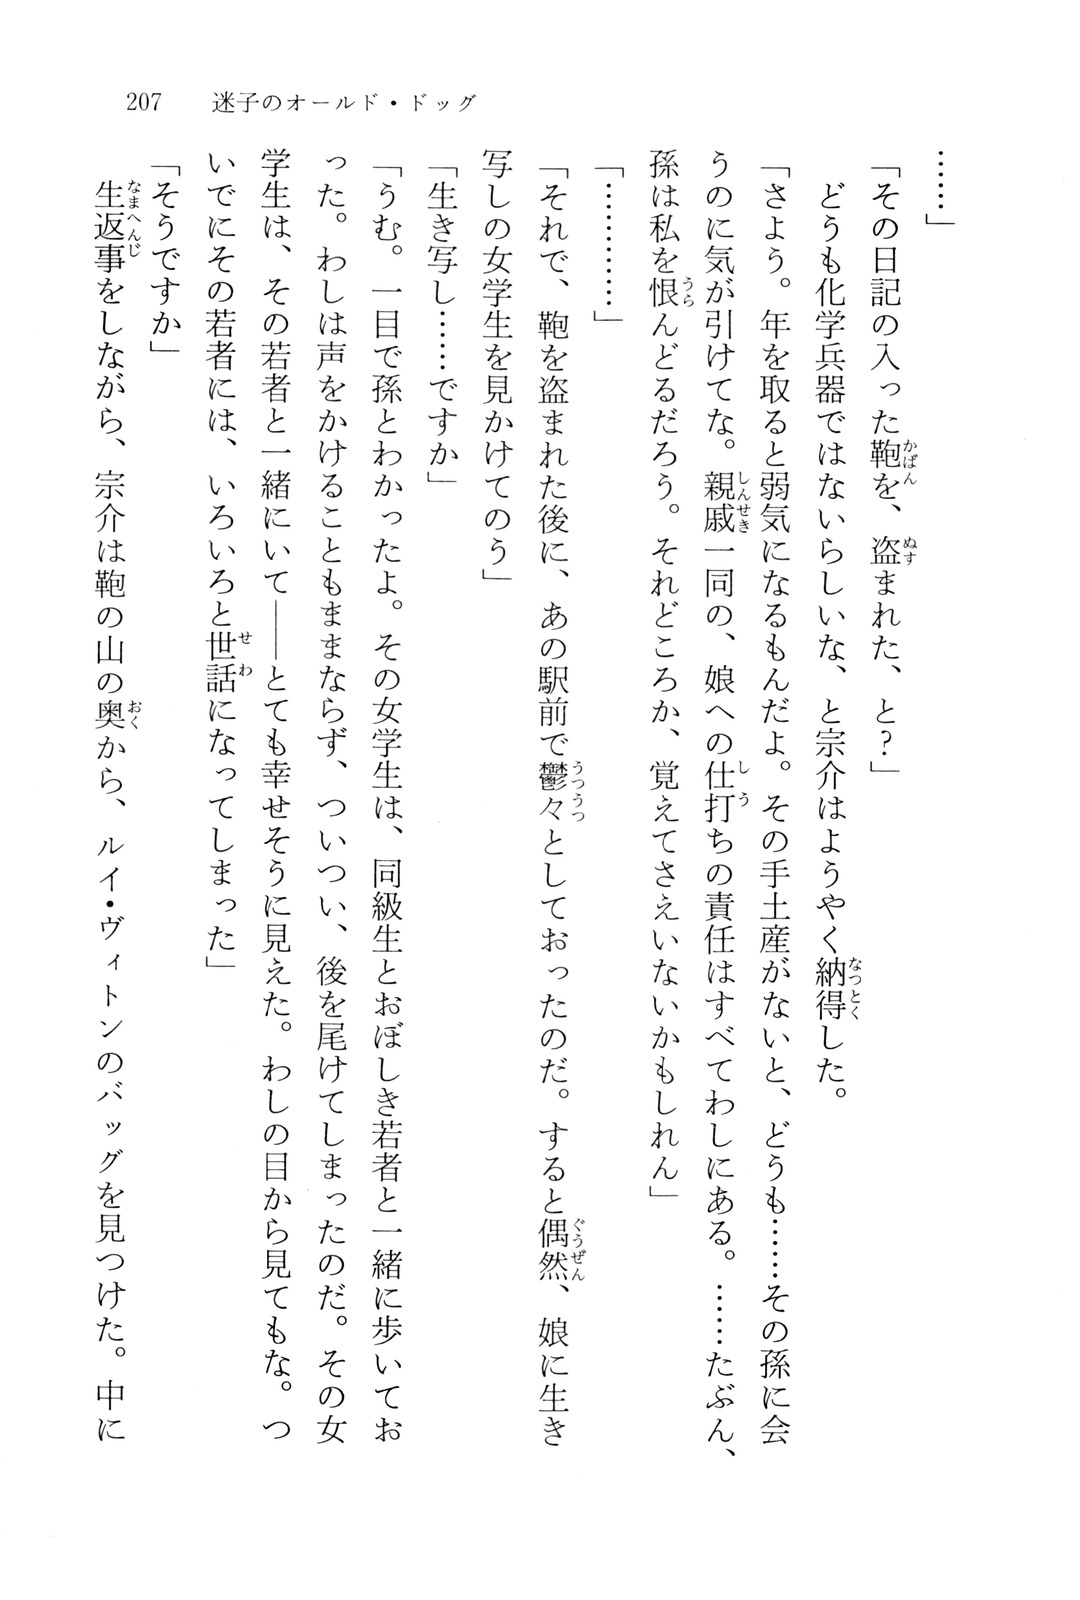 207　迷子のオールド・ドッグ
……」
「その日記の入った鞄を、盗まれた、と?」
　どうも化学兵器ではないらしいな、と宗介はようやく納得した。
「さよう。年を取ると弱気になるもんだよ。その手土産がないと、どうも……その孫に会
うのに気が引けてな。親戚一同の、娘への仕打ちの責任はすべてわしにある。……たぶん、
孫は私を恨んどるだろう。それどころか、覚えてさえいないかもしれん」
「…………」
「それで、鞄を盗まれた後に、あの駅前で鬱々としておったのだ。すると偶然、娘に生き
写しの女学生を見かけてのう」
「生き写し……ですか」
「うむ。一目で孫とわかったよ。その女学生は、同級生とおぼしき若者と一緒に歩いてお
った。わしは声をかけることもままならず、ついつい、後を尾けてしまったのだ。その女
学生は、その若者と一緒にいて――とても幸せそうに見えた。わしの目から見てもな。つ
いでにその若者には、いろいろと世話になってしまった」
「そうですか」
　生返事をしながら、宗介は鞄の山の奥から、ルイ・ヴィトンのバッグを見つけた。中に